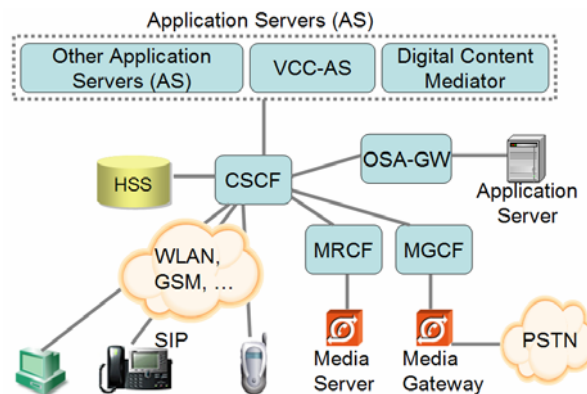 Application Servers (AS)
Other Application
Servers (AS)
VCC-AS
Digital Content
Mediator
HSS
CSCF
OSA-GW
Application
Server
WLAN,
GSM, ...
MRCF
MGCF
SIP
Media
Server
Media
Gateway
PSTN